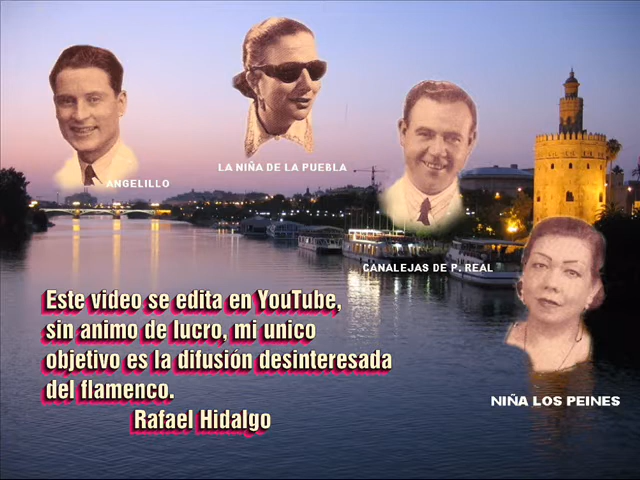 ANGELILLO
LA NIÑA DE LA PUEBLA
CANALEJAS DE P. REAL
NIÑA LOS PEINES
Este video se edita en YouTube,
sin animo de lucro, mi unico
objetivo es la difusión desinteresada
del flamenco.
Rafael Hidalgo